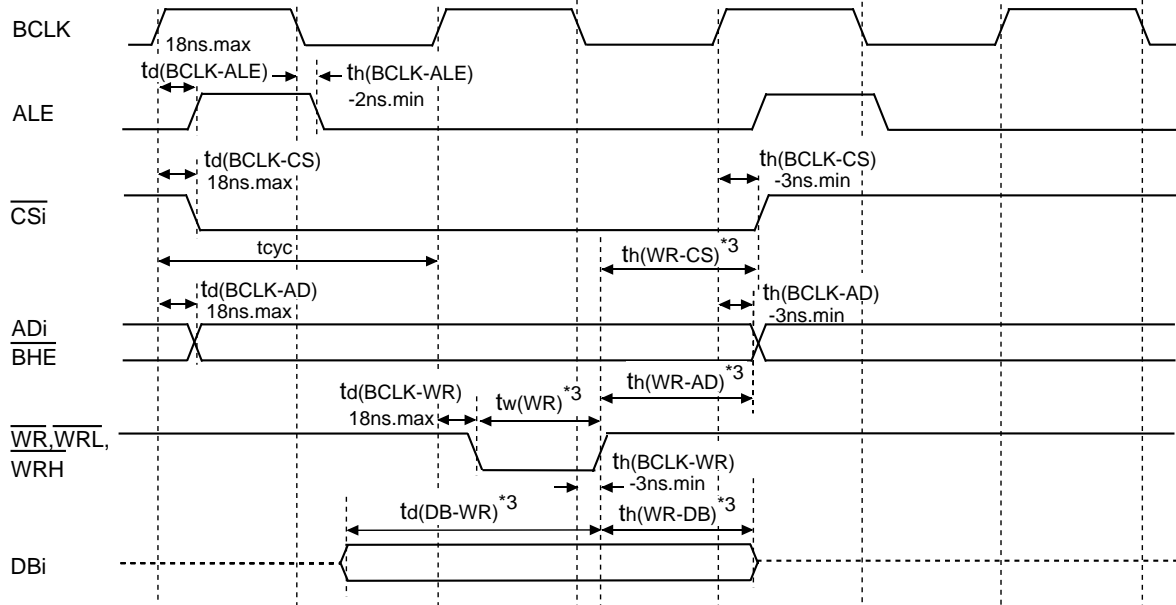 BCLK
18ns.max
td(BCLK-ALE)
th(BCLK-ALE)
-2ns.min
ALE
td(BCLK-CS)
18ns.max
th(BCLK-CS)
-3ns.min
CSi
tcyc
th(WR-CS)*3
td(BCLK-AD)
18ns.max
th(BCLK-AD)
-3ns.min
ADi
BHE
td(BCLK-WR)
18ns.max
tw(WR)*3
th(WR-AD)*3
WR,WRL,
WRH
th(BCLK-WR)
-3ns.min
td(DB-WR)*3
th(WR-DB)*3
DBi